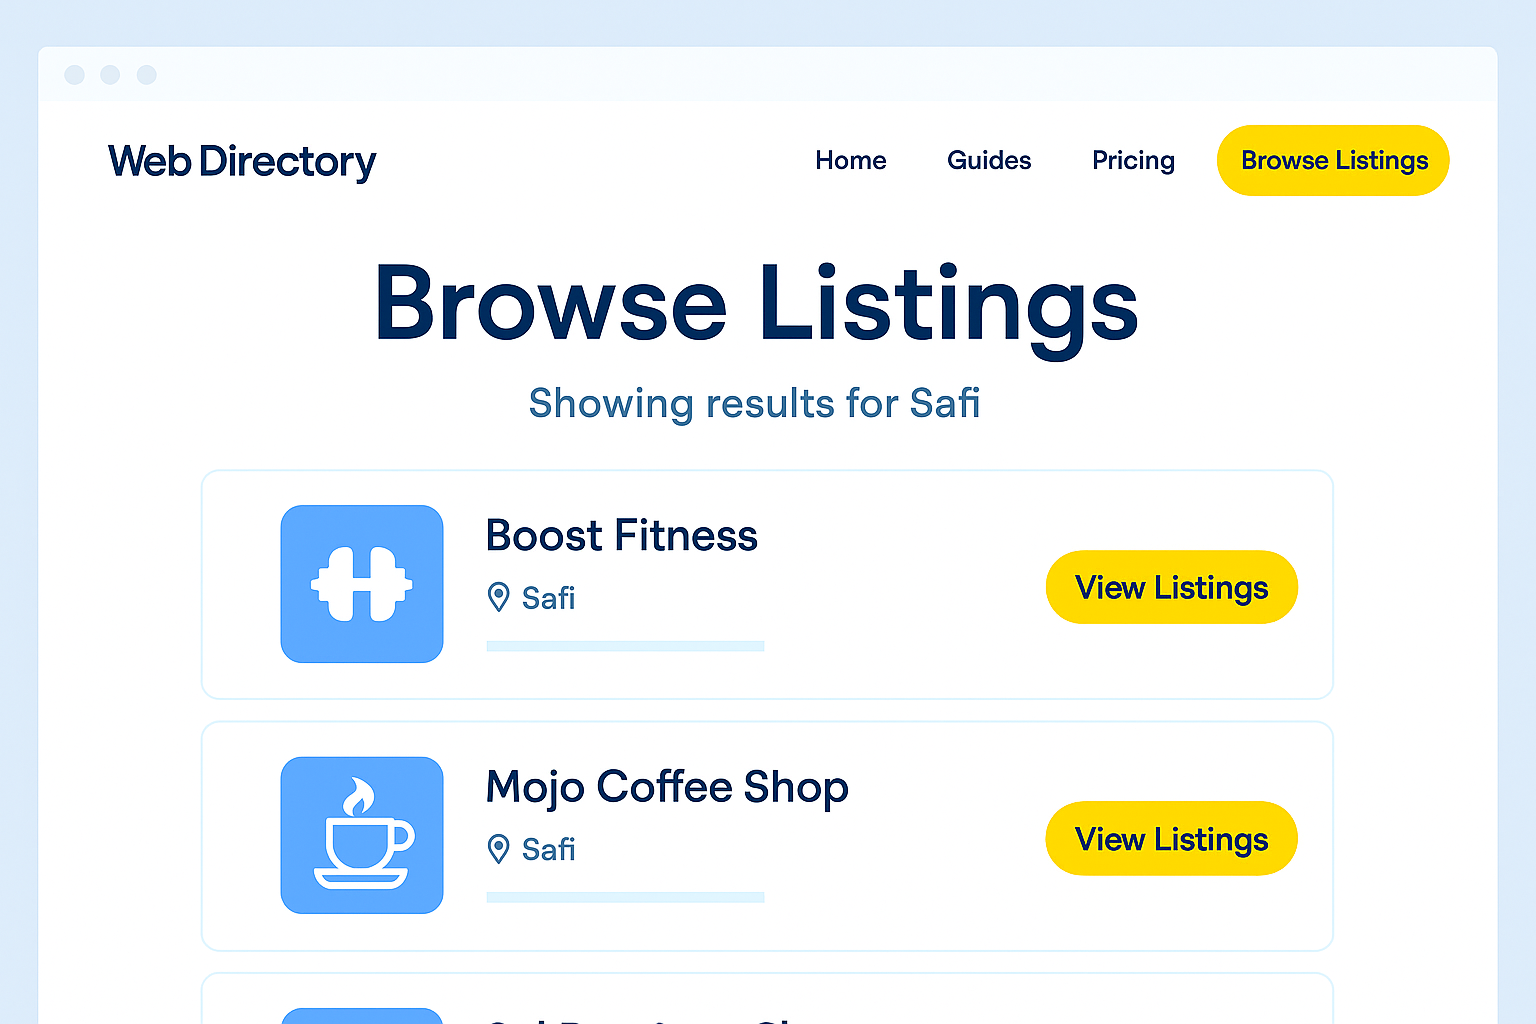 Web Directory
Home Guides Pricing Browse Listings
Browse Listings
Showing results for Safi
Boost Fitness
Safi
View Listings
Mojo Coffee Shop
Safi
View Listings